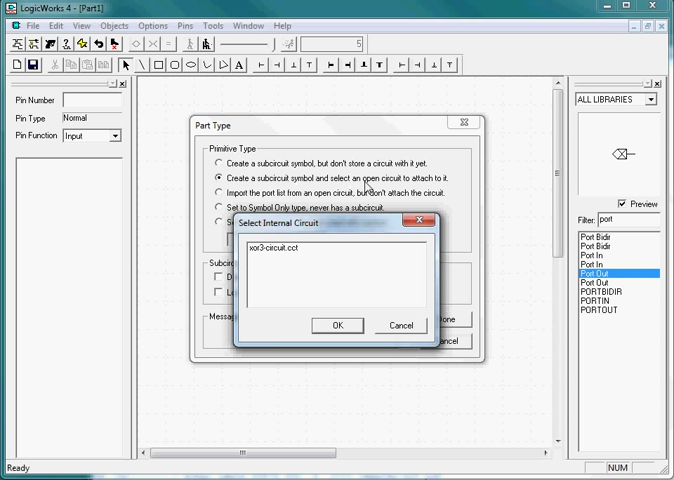 LogicWorks 4 - [Part1]
File Edit View Objects Options Pins Tools Window Help
5
A
Pin Number
Pin Type Normal
Pin Function Input
Part Type
Primitive Type
Create a subcircuit symbol, but don't store a circuit with it yet.
Create a subcircuit symbol and select an open circuit to attach to it.
Import the port list from an open circuit, but don't attach the circuit.
Set to Symbol Only type, never has a subcircuit.
Select Internal Circuit
xor3-circuit.cct
OK Cancel
ALL LIBRARIES
Preview
Filter: port
Port Bidir
Port Bidir
Port In
Port In
Port Out
Port Out
PORTBIDIR
PORTIN
PORTOUT
Ready
NUM